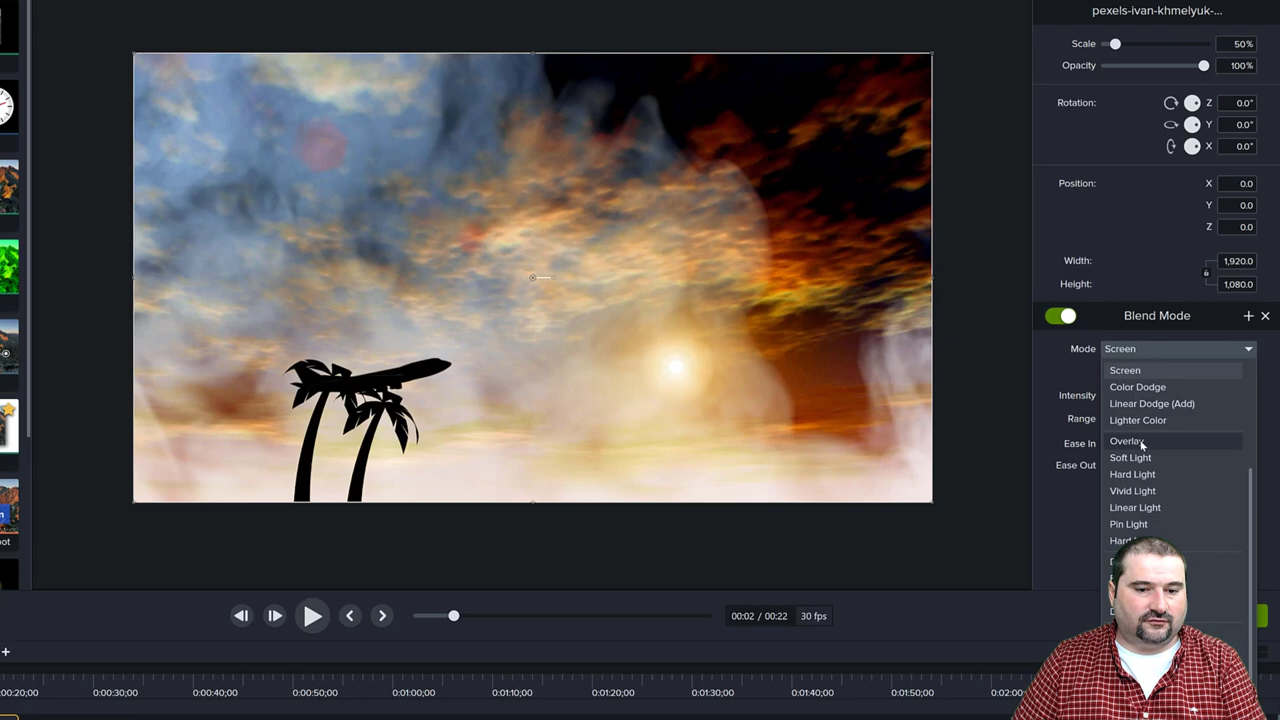 pexels-ivan-khmelyuk-...
Scale 50%
Opacity 100%
Rotation: Z 0.0°
Y 0.0°
X 0.0°
Position: X 0.0
Y 0.0
Z 0.0
Width: 1,920.0
Height: 1,080.0
Blend Mode
Mode Screen
Screen
Color Dodge
Intensity
Linear Dodge (Add)
Range
Lighter Color
Ease In
Overlay
Soft Light
Ease Out
Hard Light
Vivid Light
Linear Light
Pin Light
Hard
00:02 / 00:22 30 fps
0:00:30;00 0:00:40;00 0:00:50;00 0:01:00;00 0:01:10;00 0:01:20;00 0:01:30;00 0:01:40;00 0:01:50;00